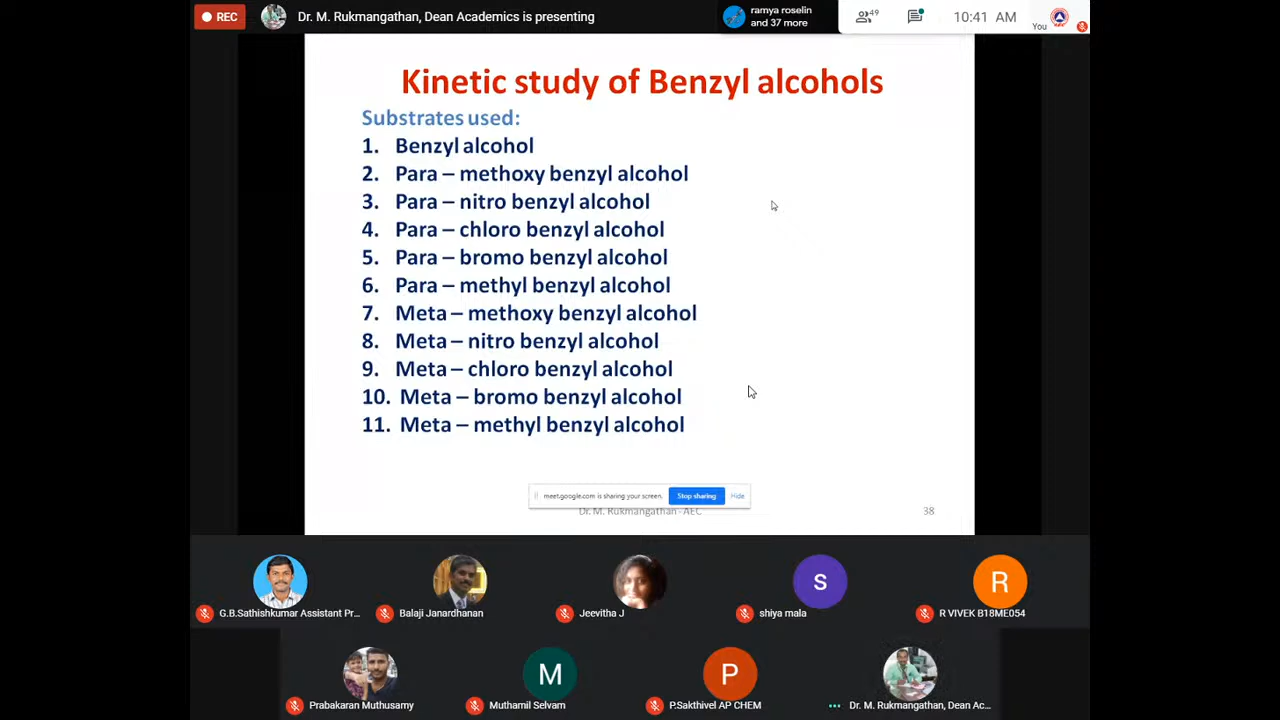 REC
Dr. M. Rukmangathan, Dean Academics is presenting
ramya roselin
and 37 more
49
10:41 AM
You
Kinetic study of Benzyl alcohols
Substrates used:
1. Benzyl alcohol
2. Para – methoxy benzyl alcohol
3. Para – nitro benzyl alcohol
4. Para – chloro benzyl alcohol
5. Para – bromo benzyl alcohol
6. Para – methyl benzyl alcohol
7. Meta – methoxy benzyl alcohol
8. Meta – nitro benzyl alcohol
9. Meta – chloro benzyl alcohol
10. Meta – bromo benzyl alcohol
11. Meta – methyl benzyl alcohol
meet.google.com is sharing your screen. Stop sharing Hide
Dr. M. Rukmangathan - AEC 38
S
R
G.B.Sathishkumar Assistant Pr... Balaji Janardhanan Jeevitha J shiya mala R VIVEK B18ME054
M
P
Prabakaran Muthusamy Muthamil Selvam P.Sakthivel AP CHEM Dr. M. Rukmangathan, Dean Ac...